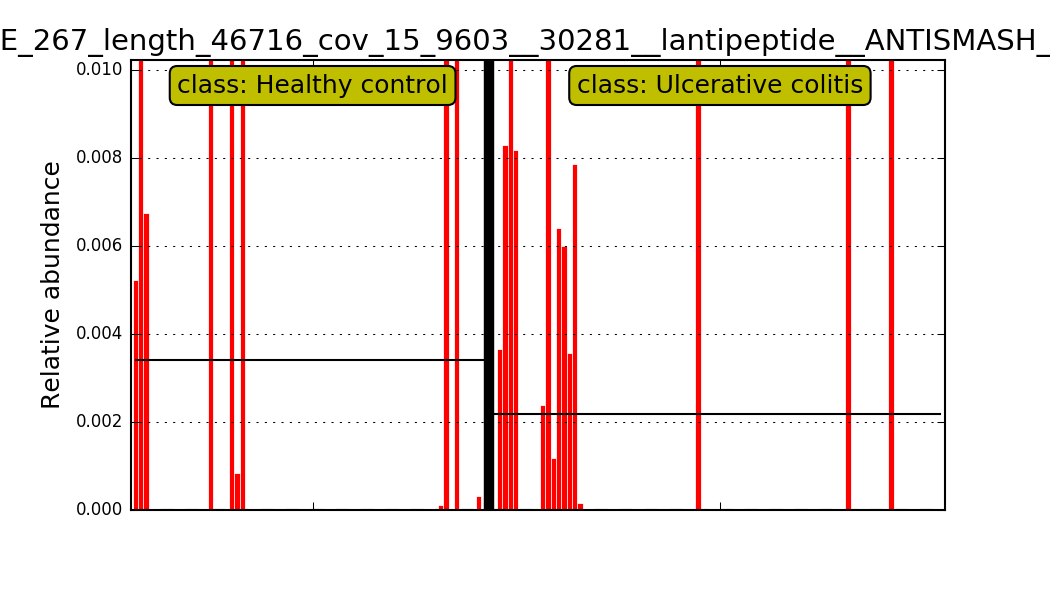 E_267_length_46716_cov_15_9603__30281__lantipeptide__ANTISMASH_
class: Healthy control
class: Ulcerative colitis
Relative abundance
0.010
0.008
0.006
0.004
0.002
0.000